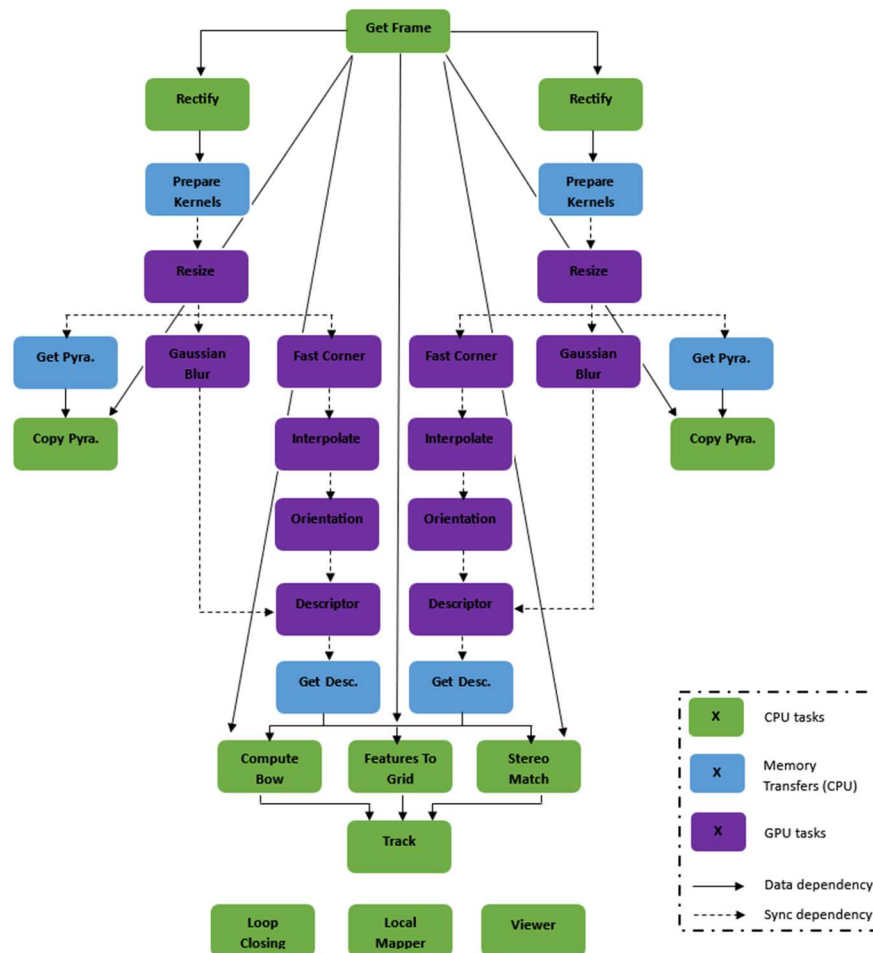 Get Frame
Rectify
Rectify
Prepare
Kernels
Prepare
Kernels
Resize
Resize
Get Pyra.
Gaussian
Blur
Fast Corner
Fast Corner
Gaussian
Blur
Get Pyra.
Copy Pyra.
Interpolate
Interpolate
Copy Pyra.
Orientation
Orientation
Descriptor
Descriptor
Get Desc.
Get Desc.
Compute
Bow
Features To
Grid
Stereo
Match
Track
Loop
Closing
Local
Mapper
Viewer
X CPU tasks
X Memory
Transfers (CPU)
X GPU tasks
Data dependency
Sync dependency